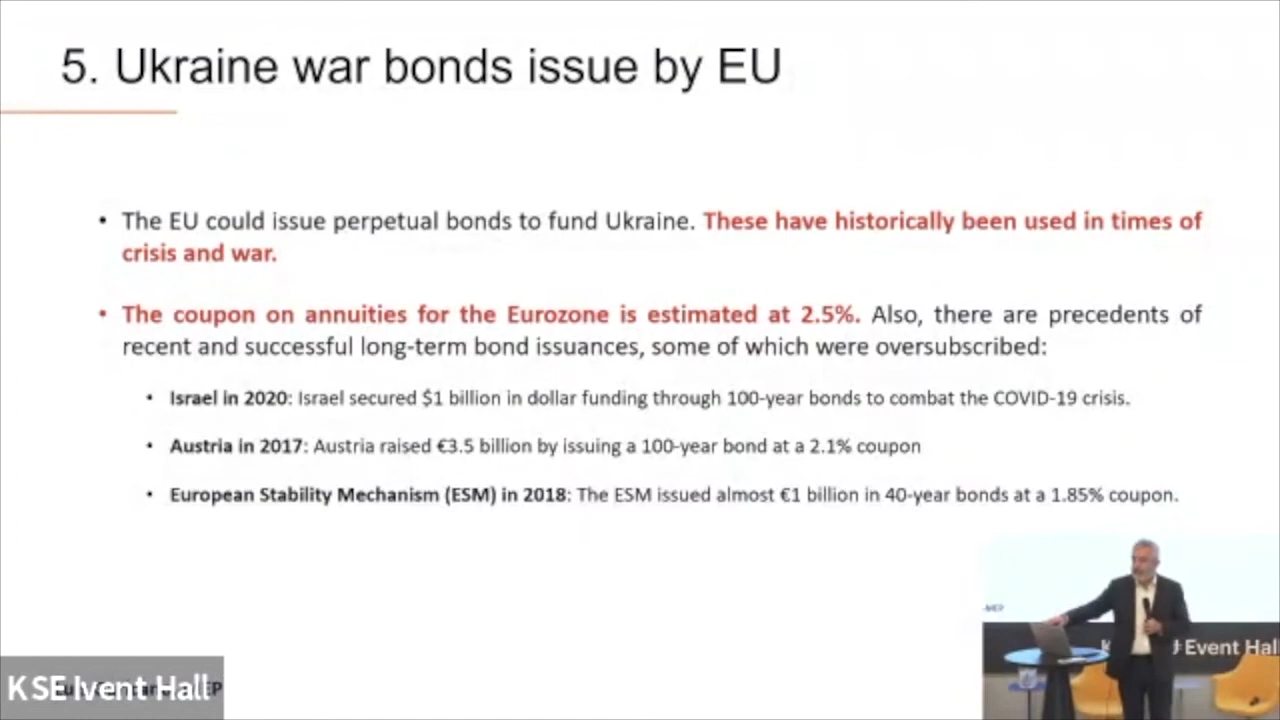 5. Ukraine war bonds issue by EU
• The EU could issue perpetual bonds to fund Ukraine. These have historically been used in times of
crisis and war.
• The coupon on annuities for the Eurozone is estimated at 2.5%. Also, there are precedents of
recent and successful long-term bond issuances, some of which were oversubscribed:
• Israel in 2020: Israel secured $1 billion in dollar funding through 100-year bonds to combat the COVID-19 crisis.
• Austria in 2017: Austria raised €3.5 billion by issuing a 100-year bond at a 2.1% coupon
• European Stability Mechanism (ESM) in 2018: The ESM issued almost €1 billion in 40-year bonds at a 1.85% coupon.
MEP
Event Hall
KSE Ivent Hall